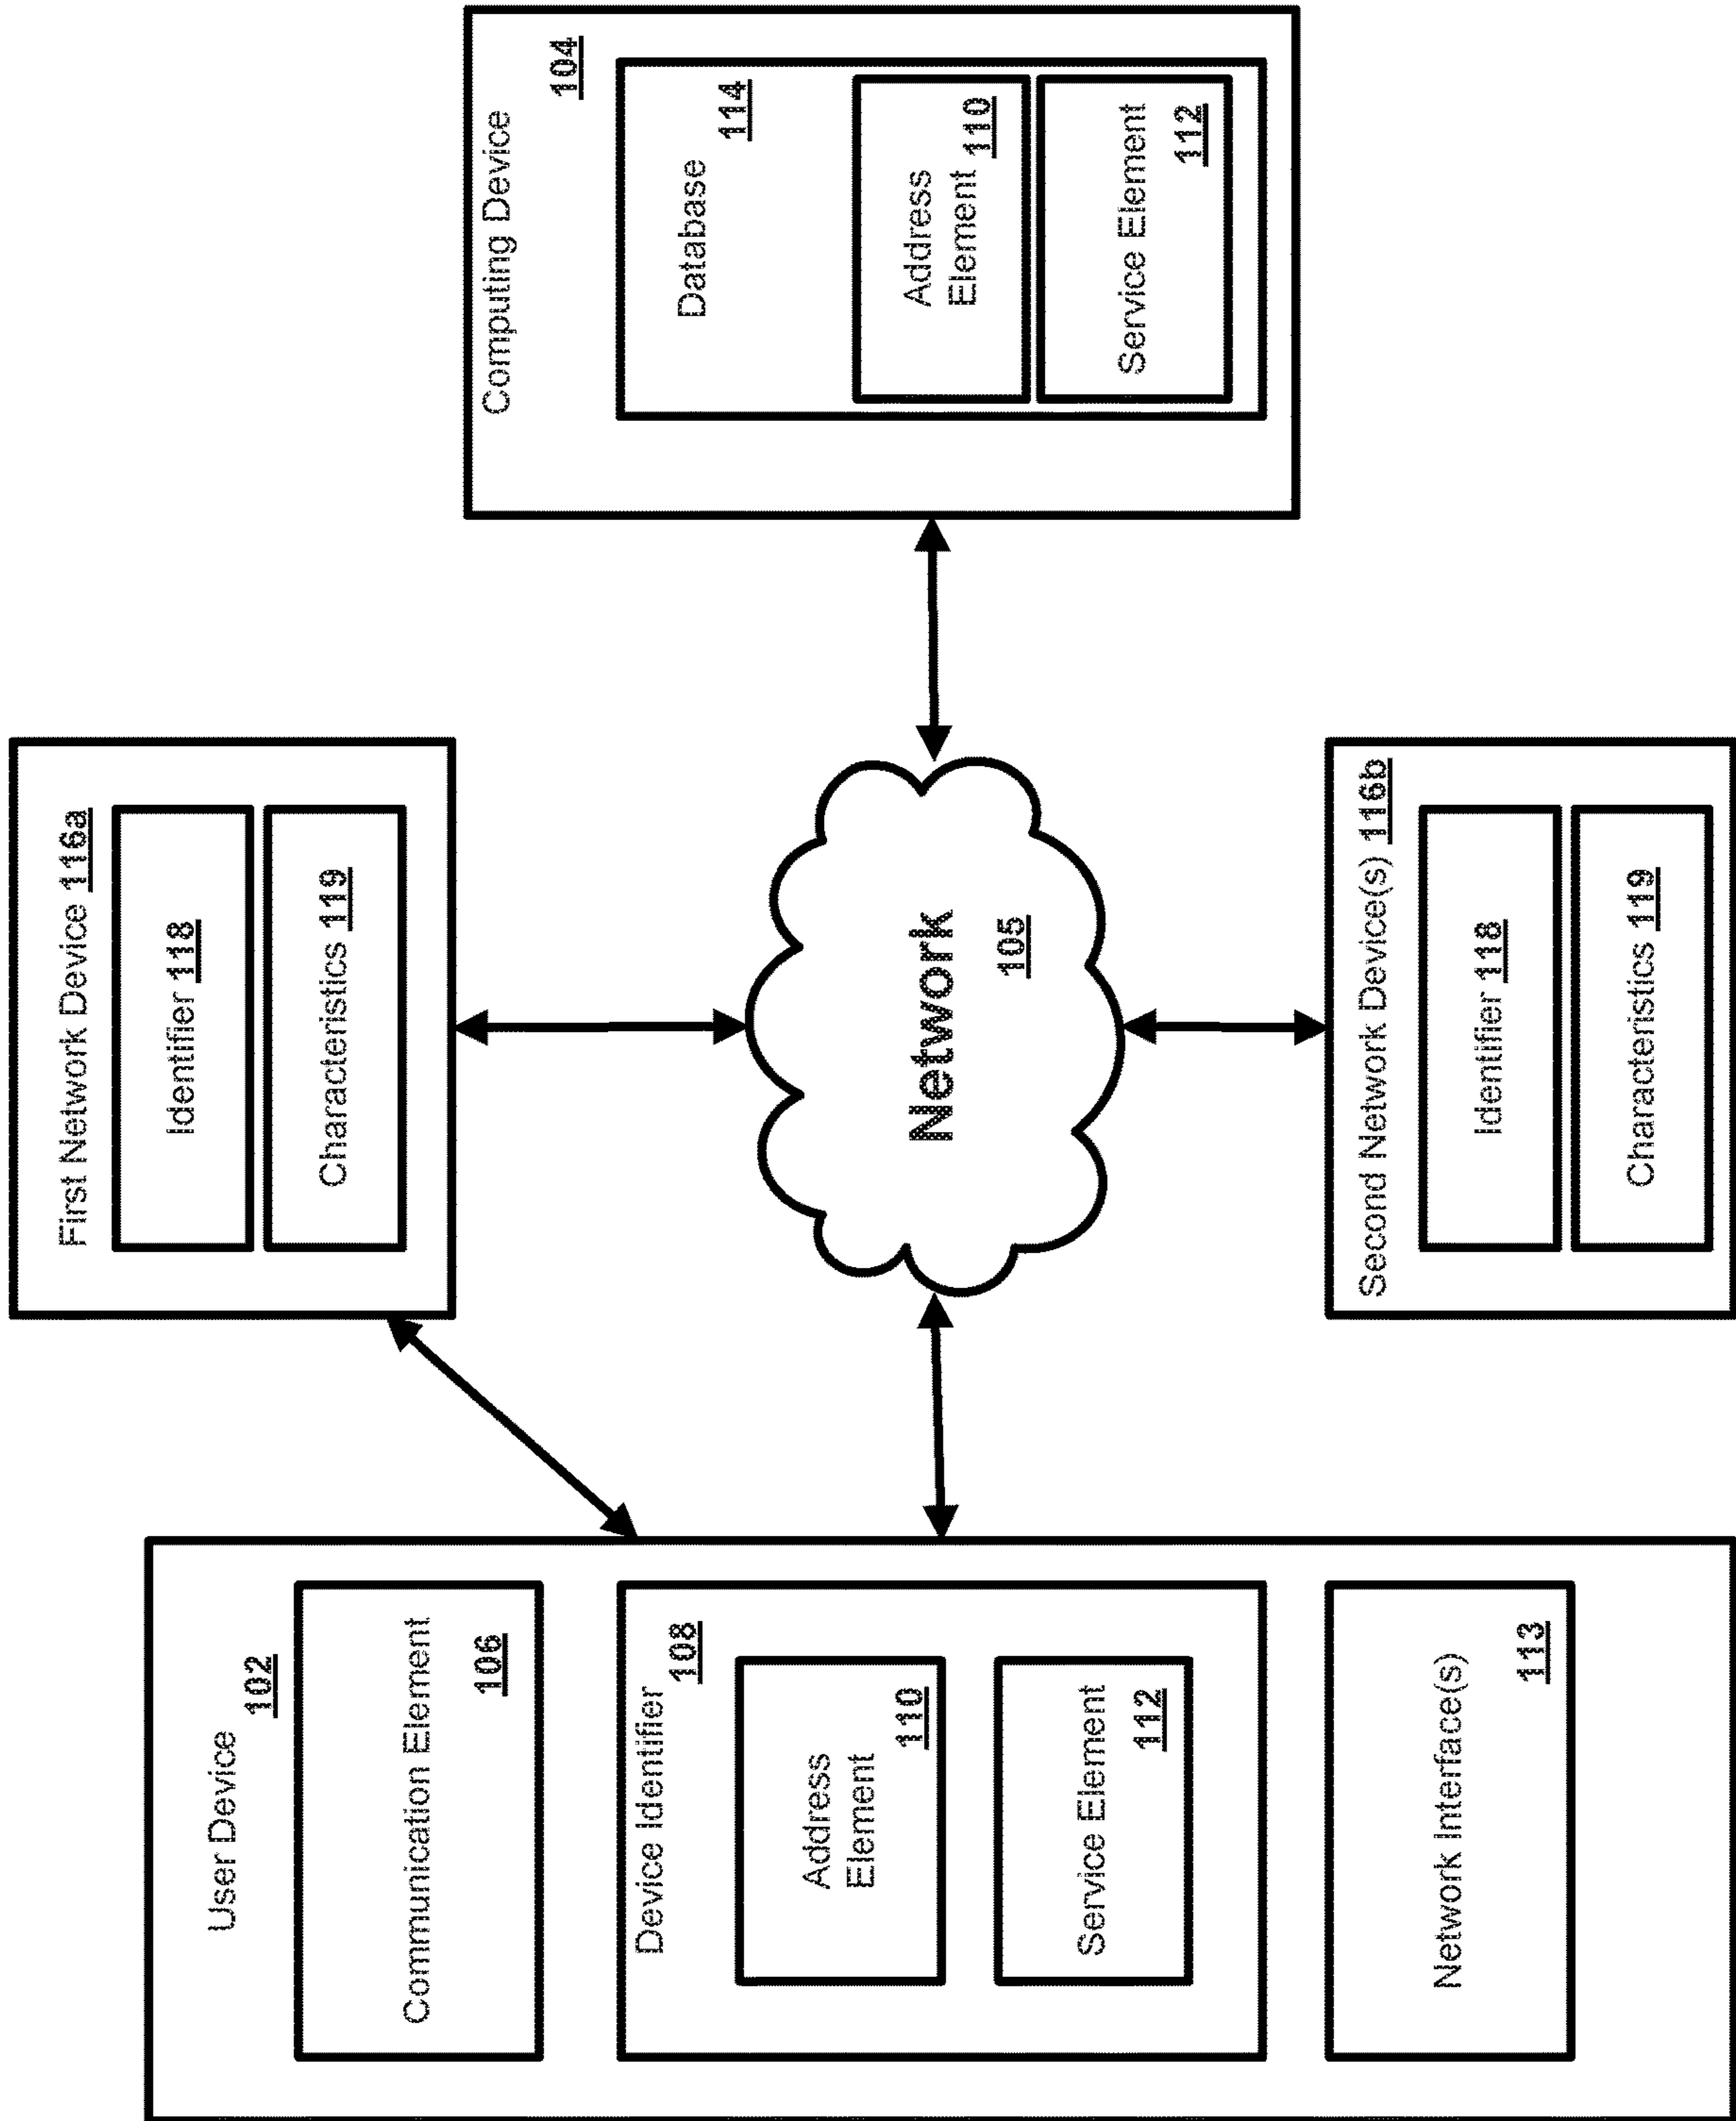 User Device
102
Communication Element
106
Device Identifier
108
Address
Element
110
Service Element
112
Network Interface(s)
113
First Network Device 116a
Identifier 118
Characteristics 119
Network
105
Second Network Device(s) 116b
Identifier 118
Characteristics 119
Computing Device
104
Database
114
Address
Element 110
Service Element
112